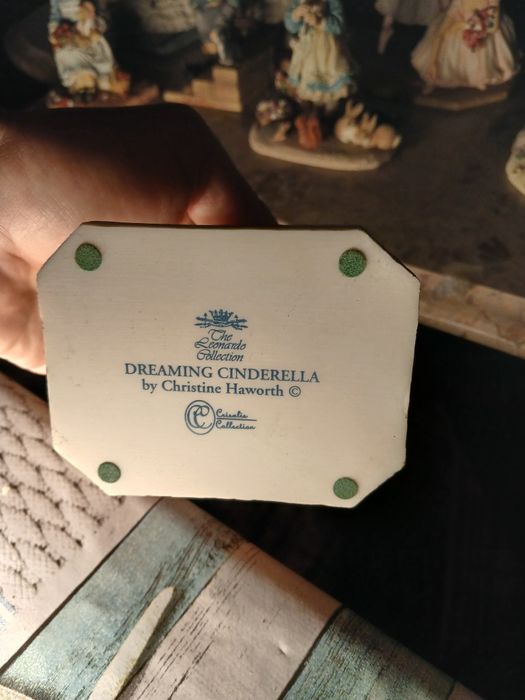 The
Leonardo
Collection
DREAMING CINDERELLA
by Christine Haworth ©
Crisalis
Collection